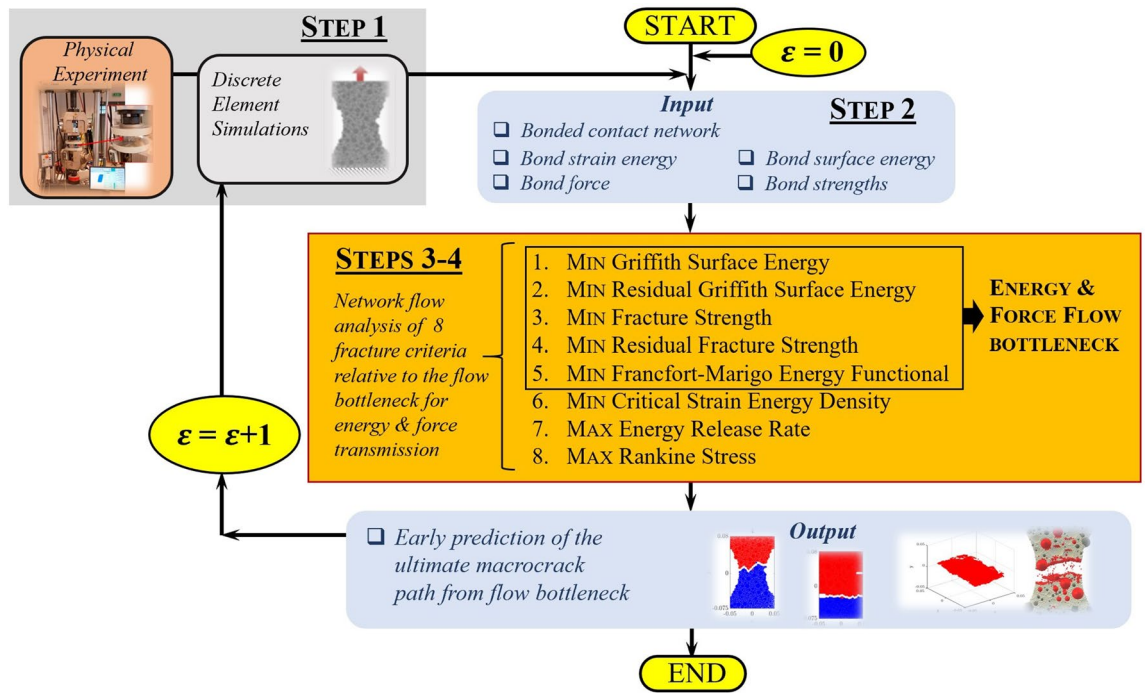 START
ε = 0
STEP 1
Physical
Experiment
Discrete
Element
Simulations
Input
STEP 2
❑ Bonded contact network
❑ Bond strain energy
❑ Bond surface energy
❑ Bond force
❑ Bond strengths
STEPS 3-4
Network flow
analysis of 8
fracture criteria
relative to the flow
bottleneck for
energy & force
transmission
1. MIN Griffith Surface Energy
2. MIN Residual Griffith Surface Energy
3. MIN Fracture Strength
4. MIN Residual Fracture Strength
5. MIN Francfort-Marigo Energy Functional
6. MIN Critical Strain Energy Density
7. MAX Energy Release Rate
8. MAX Rankine Stress
ENERGY &
FORCE FLOW
BOTTLENECK
ε = ε+1
Output
❑ Early prediction of the
ultimate macrocrack
path from flow bottleneck
END